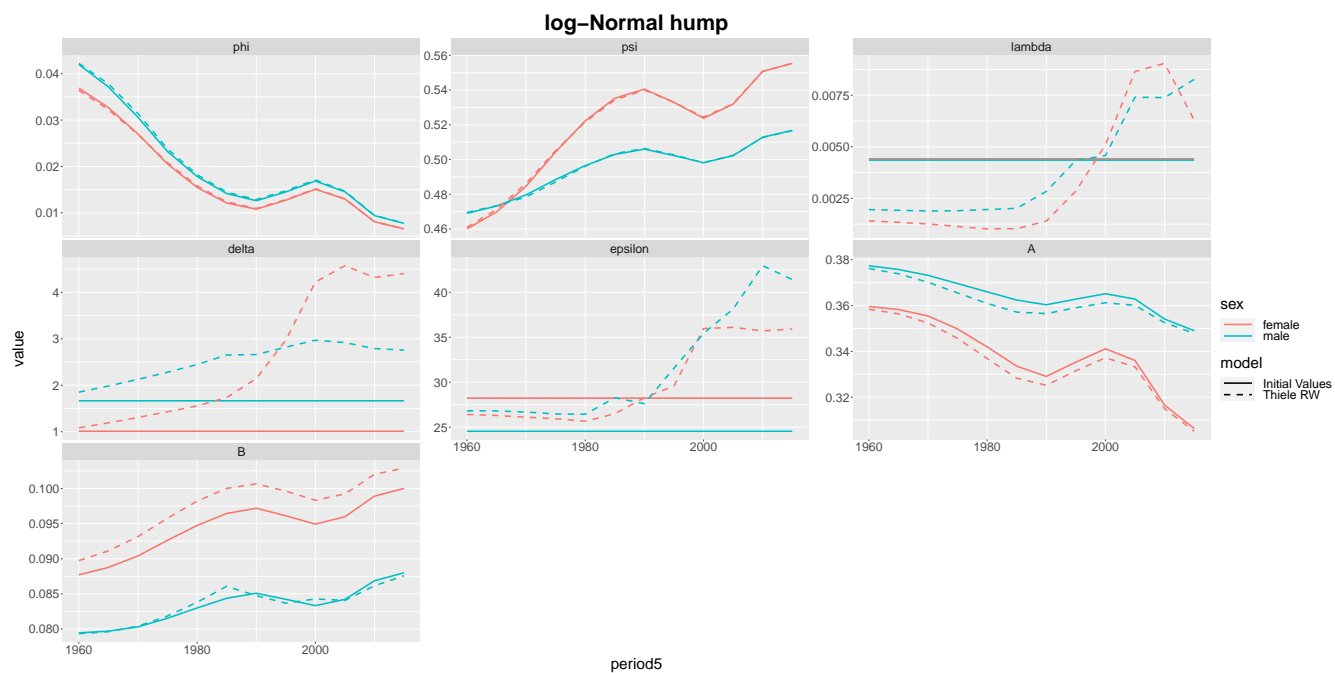 log−Normal hump
phi
psi
lambda
0.04
0.03
0.02
0.01
0.56
0.54
0.52
0.50
0.48
0.46
0.0075
0.0050
0.0025
delta
epsilon
A
4
3
2
1
40
35
30
25
0.38
0.36
0.34
0.32
1960
1980
2000
1960
1980
2000
B
0.100
0.095
0.090
0.085
0.080
1960
1980
2000
value
period5
sex
female
male
model
Initial Values
Thiele RW